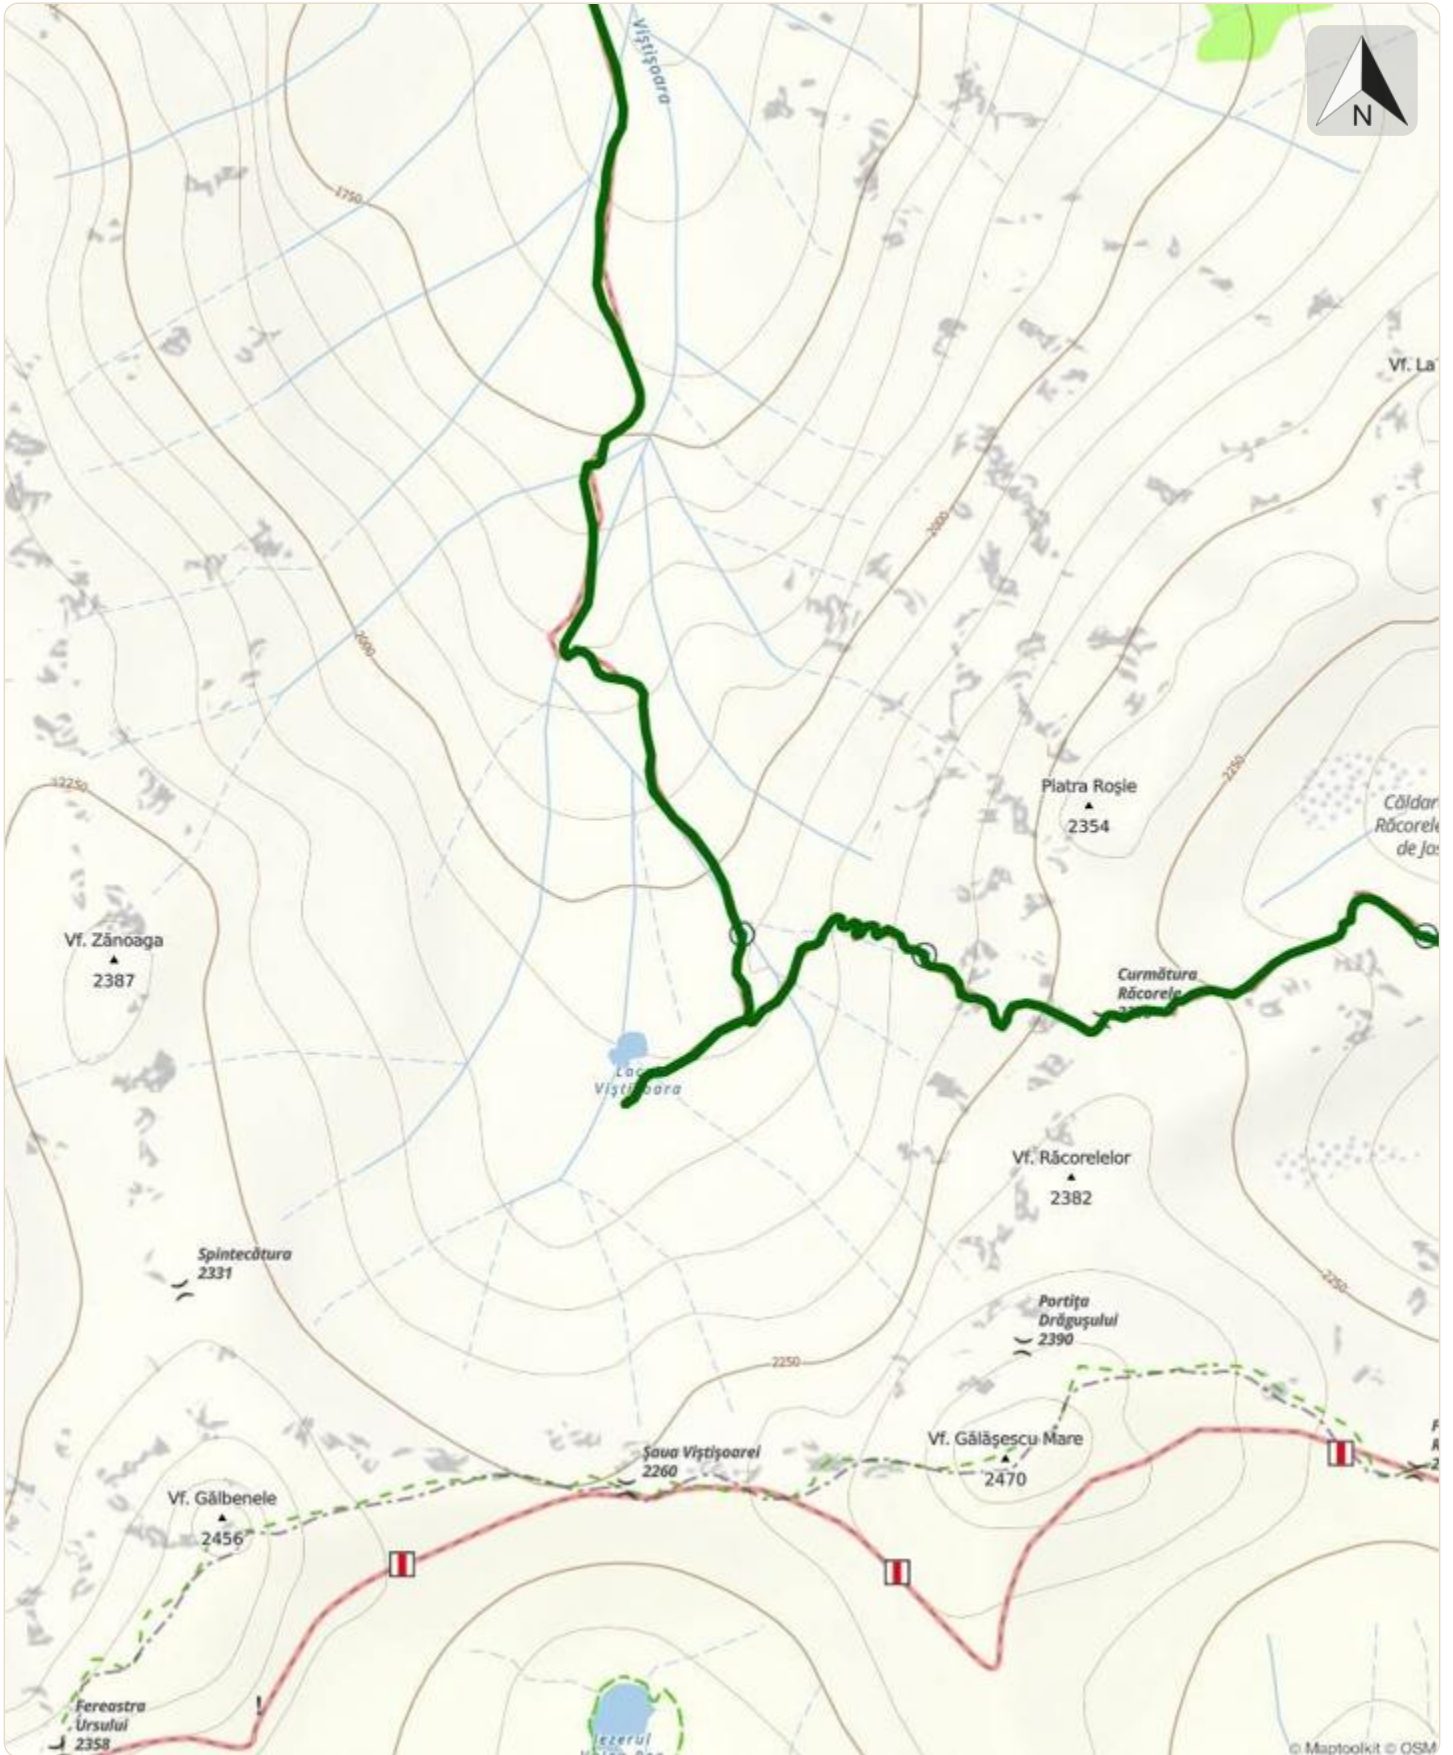 Viștișoara
N
1750
Vf. La
2000
2000
2250
Piatra Roșie
2354
2250
Căldar
Răcorele
de Jos
Vf. Zănoaga
2387
Curmătura
Răcorele
Viștișoara
Vf. Răcorelelor
2382
Spintecătura
2331
2250
Portița
Drăgușului
2390
2250
Vf. Gălășescu Mare
2470
Șaua Viștișoarei
2260
Vf. Gălbenele
2456
!
Fereastra
Ursului
2358
Iezerul
© Maptoolkit © OSM